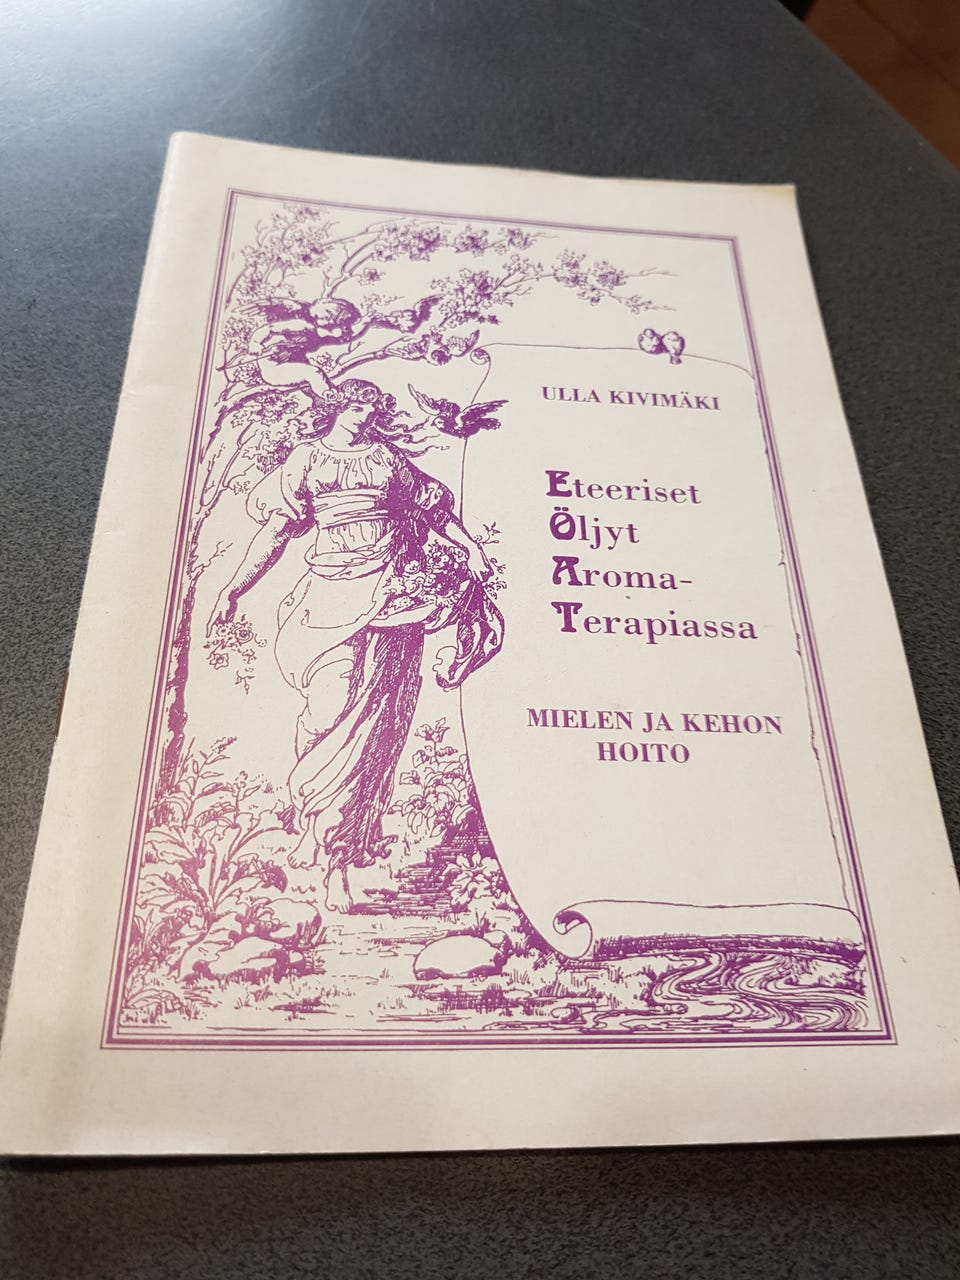 ULLA KIVIMÄKI
Eteeriset
Öljyt
Aroma-
Terapiassa
MIELEN JA KEHON
HOITO